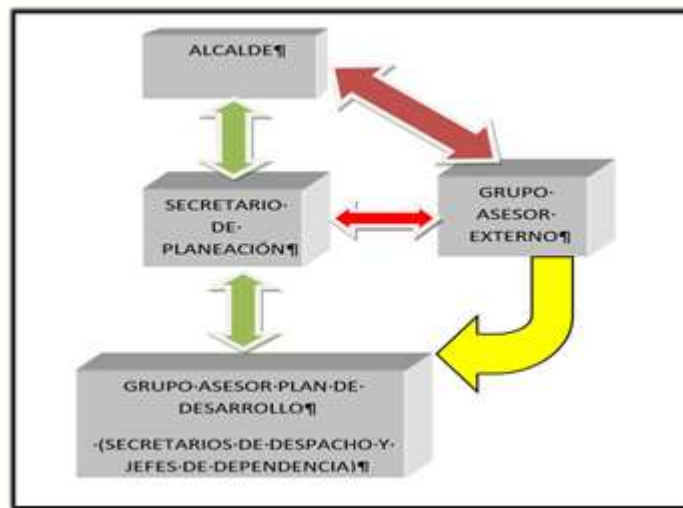 ALCALDE¶
SECRETARIO·
DE·
PLANEACIÓN¶
GRUPO·
ASESOR·
EXTERNO¶
GRUPO·ASESOR·PLAN·DE·
DESARROLLO¶
·(SECRETARIOS·DE·DESPACHO·Y·
JEFES·DE·DEPENDENCIA)¶